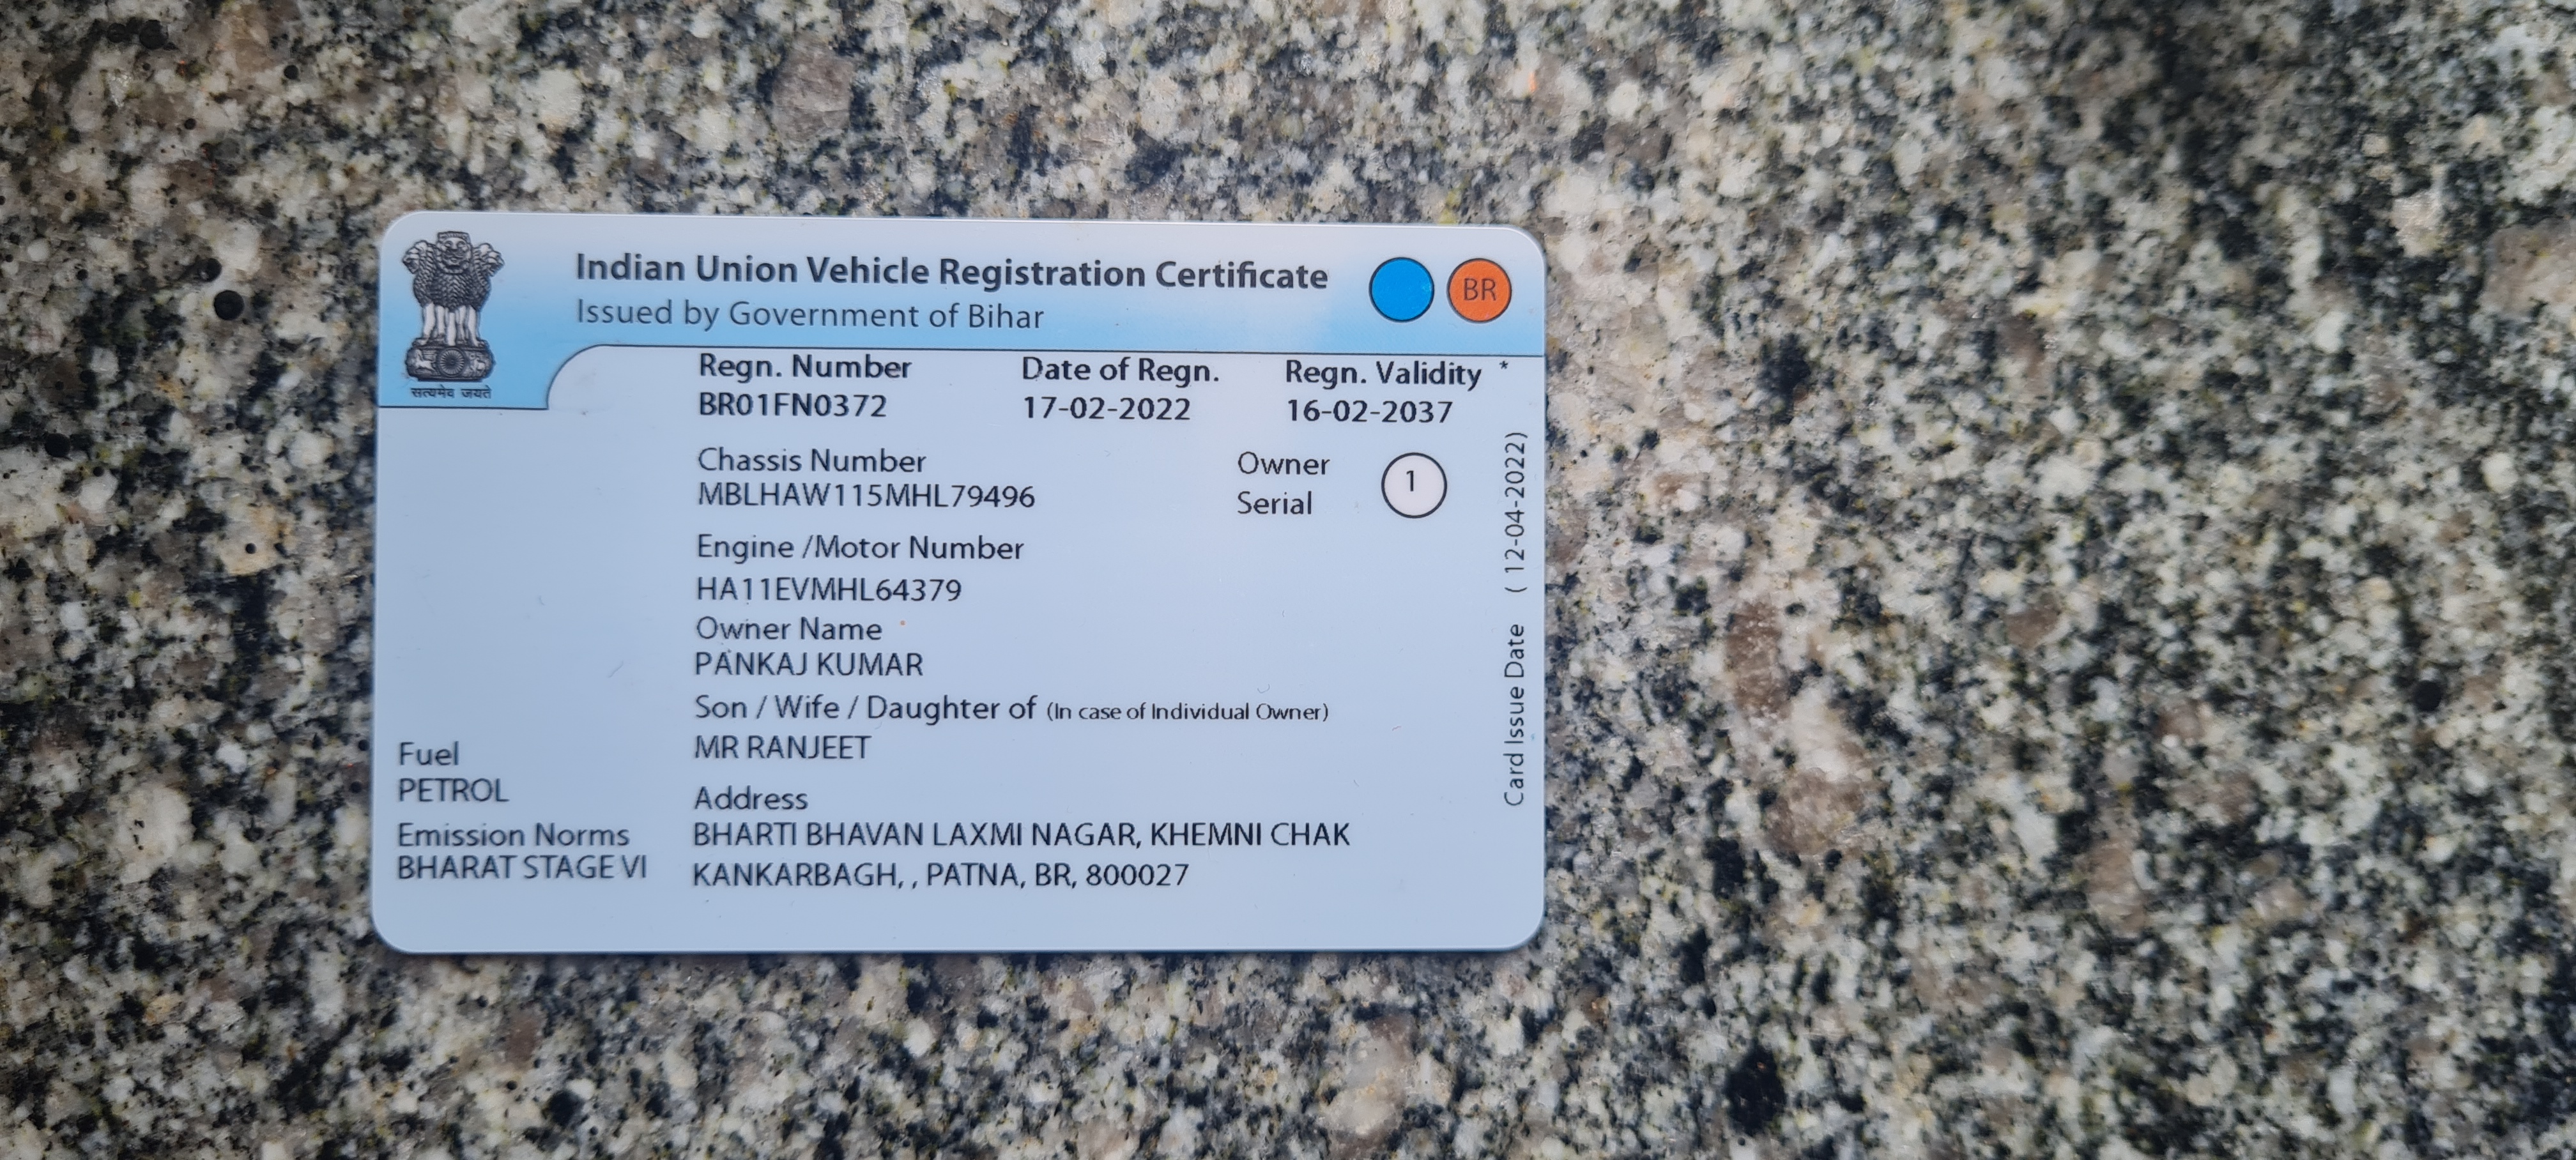 सत्यमेव जयते
Indian Union Vehicle Registration Certificate
Issued by Government of Bihar
BR
Regn. Number Date of Regn. Regn. Validity *
BR01FN0372 17-02-2022 16-02-2037
Chassis Number
MBLHAW115MHL79496
Owner
Serial
1
Engine /Motor Number
HA11EVMHL64379
Owner Name
PANKAJ KUMAR
Son / Wife / Daughter of (In case of Individual Owner)
MR RANJEET
Fuel
PETROL
Emission Norms
BHARAT STAGE VI
Address
BHARTI BHAVAN LAXMI NAGAR, KHEMNI CHAK
KANKARBAGH, , PATNA, BR, 800027
Card Issue Date ( 12-04-2022)